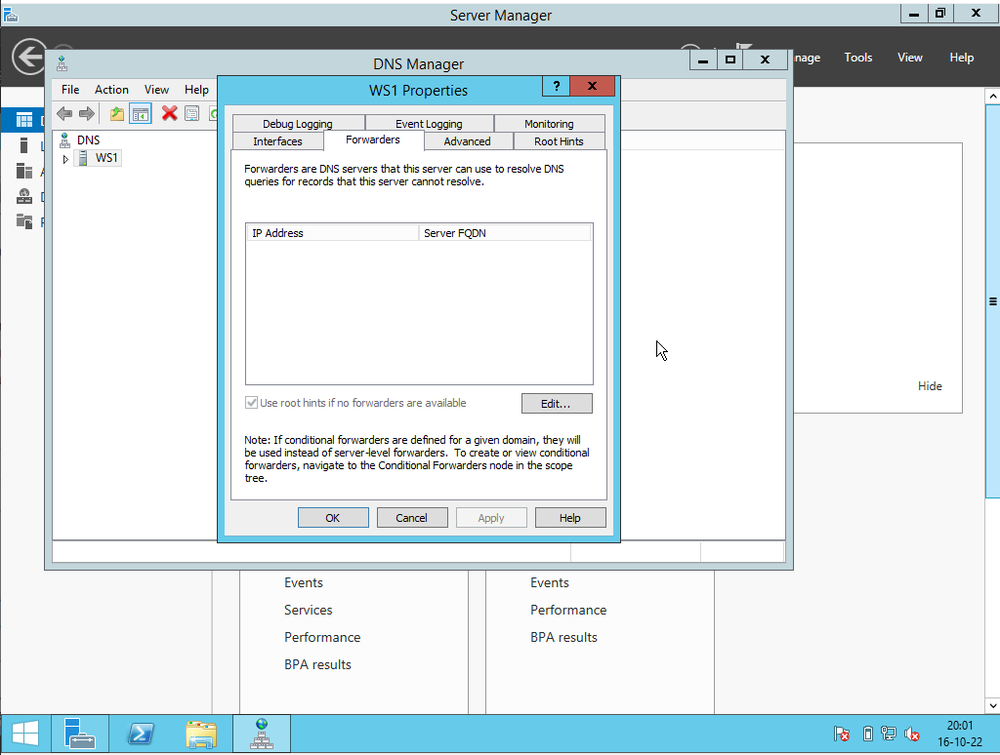 Server Manager
nage
Tools
View
Help
DNS Manager
File
Action
View
Help
WS1 Properties
?
Debug Logging
Event Logging
Monitoring
Interfaces
Forwarders
Advanced
Root Hints
DNS
WS1
Forwarders are DNS servers that this server can use to resolve DNS
queries for records that this server cannot resolve.
IP Address
Server FQDN
Use root hints if no forwarders are available
Edit...
Note: If conditional forwarders are defined for a given domain, they will
be used instead of server-level forwarders. To create or view conditional
forwarders, navigate to the Conditional Forwarders node in the scope
tree.
OK
Cancel
Apply
Help
Hide
Events
Services
Performance
BPA results
Events
Performance
BPA results
20:01
16-10-22